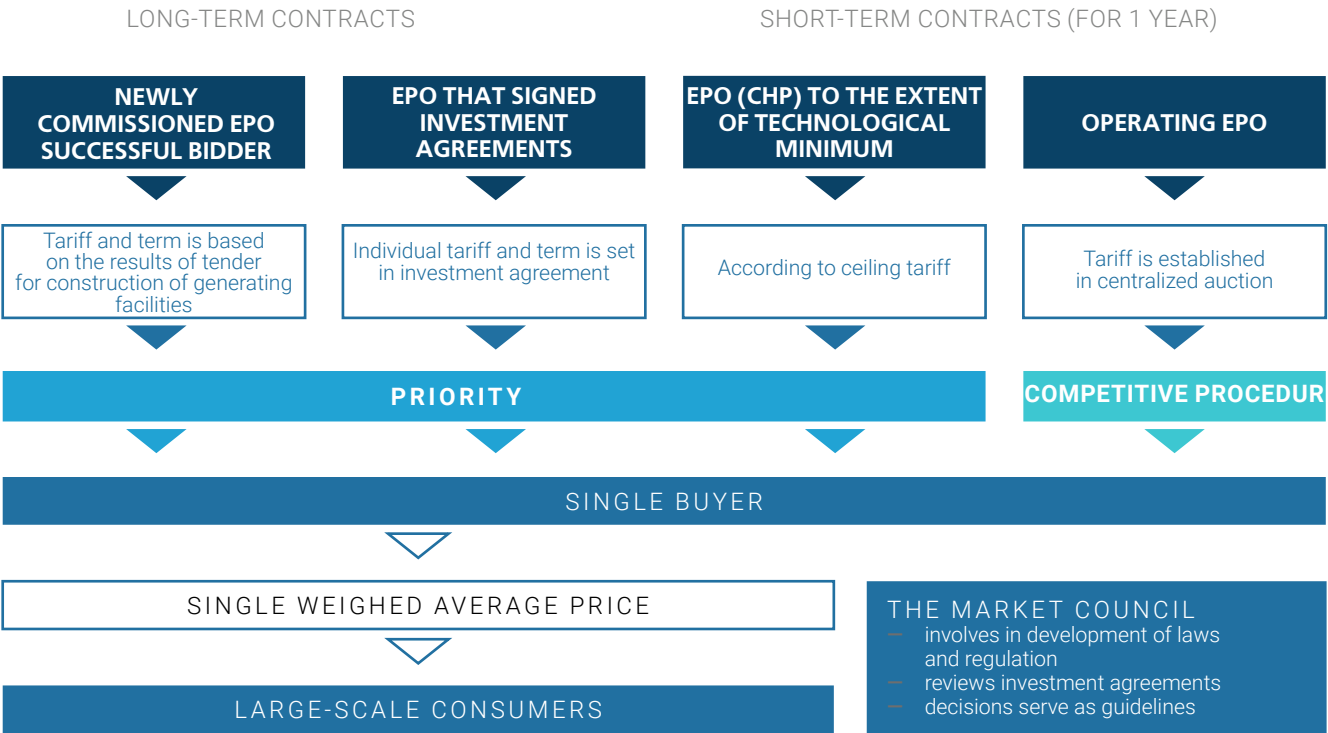 LONG-TERM CONTRACTS
SHORT-TERM CONTRACTS (FOR 1 YEAR)
NEWLY
COMMISSIONED EPO
SUCCESSFUL BIDDER
EPO THAT SIGNED
INVESTMENT
AGREEMENTS
EPO (CHP) TO THE EXTENT
OF TECHNOLOGICAL
MINIMUM
OPERATING EPO
Tariff and term is based
on the results of tender
for construction of generating
facilities
Individual tariff and term is set
in investment agreement
According to ceiling tariff
Tariff is established
in centralized auction
PRIORITY
COMPETITIVE PROCEDUR
SINGLE BUYER
SINGLE WEIGHED AVERAGE PRICE
LARGE-SCALE CONSUMERS
THE MARKET COUNCIL
— involves in development of laws
and regulation
— reviews investment agreements
— decisions serve as guidelines